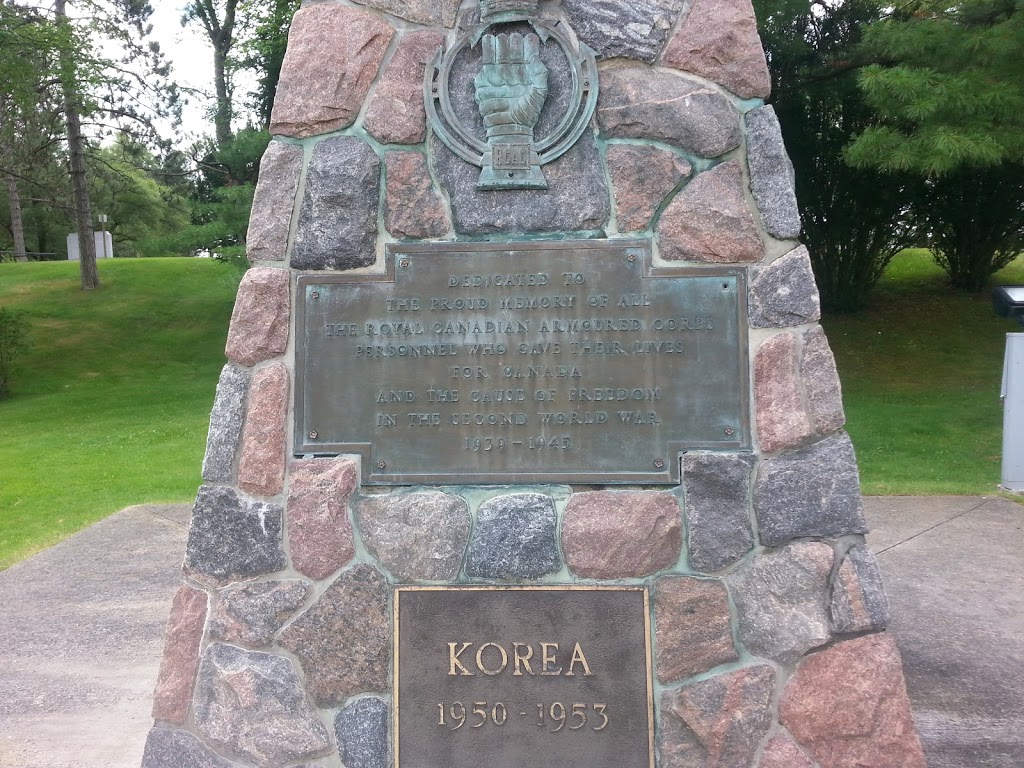 RCAC
DEDICATED TO
THE PROUD MEMORY OF ALL
THE ROYAL CANADIAN ARMOURED CORPS
PERSONNEL WHO GAVE THEIR LIVES
FOR CANADA
AND THE CAUSE OF FREEDOM
IN THE SECOND WORLD WAR
1939 - 1945
KOREA
1950 - 1953